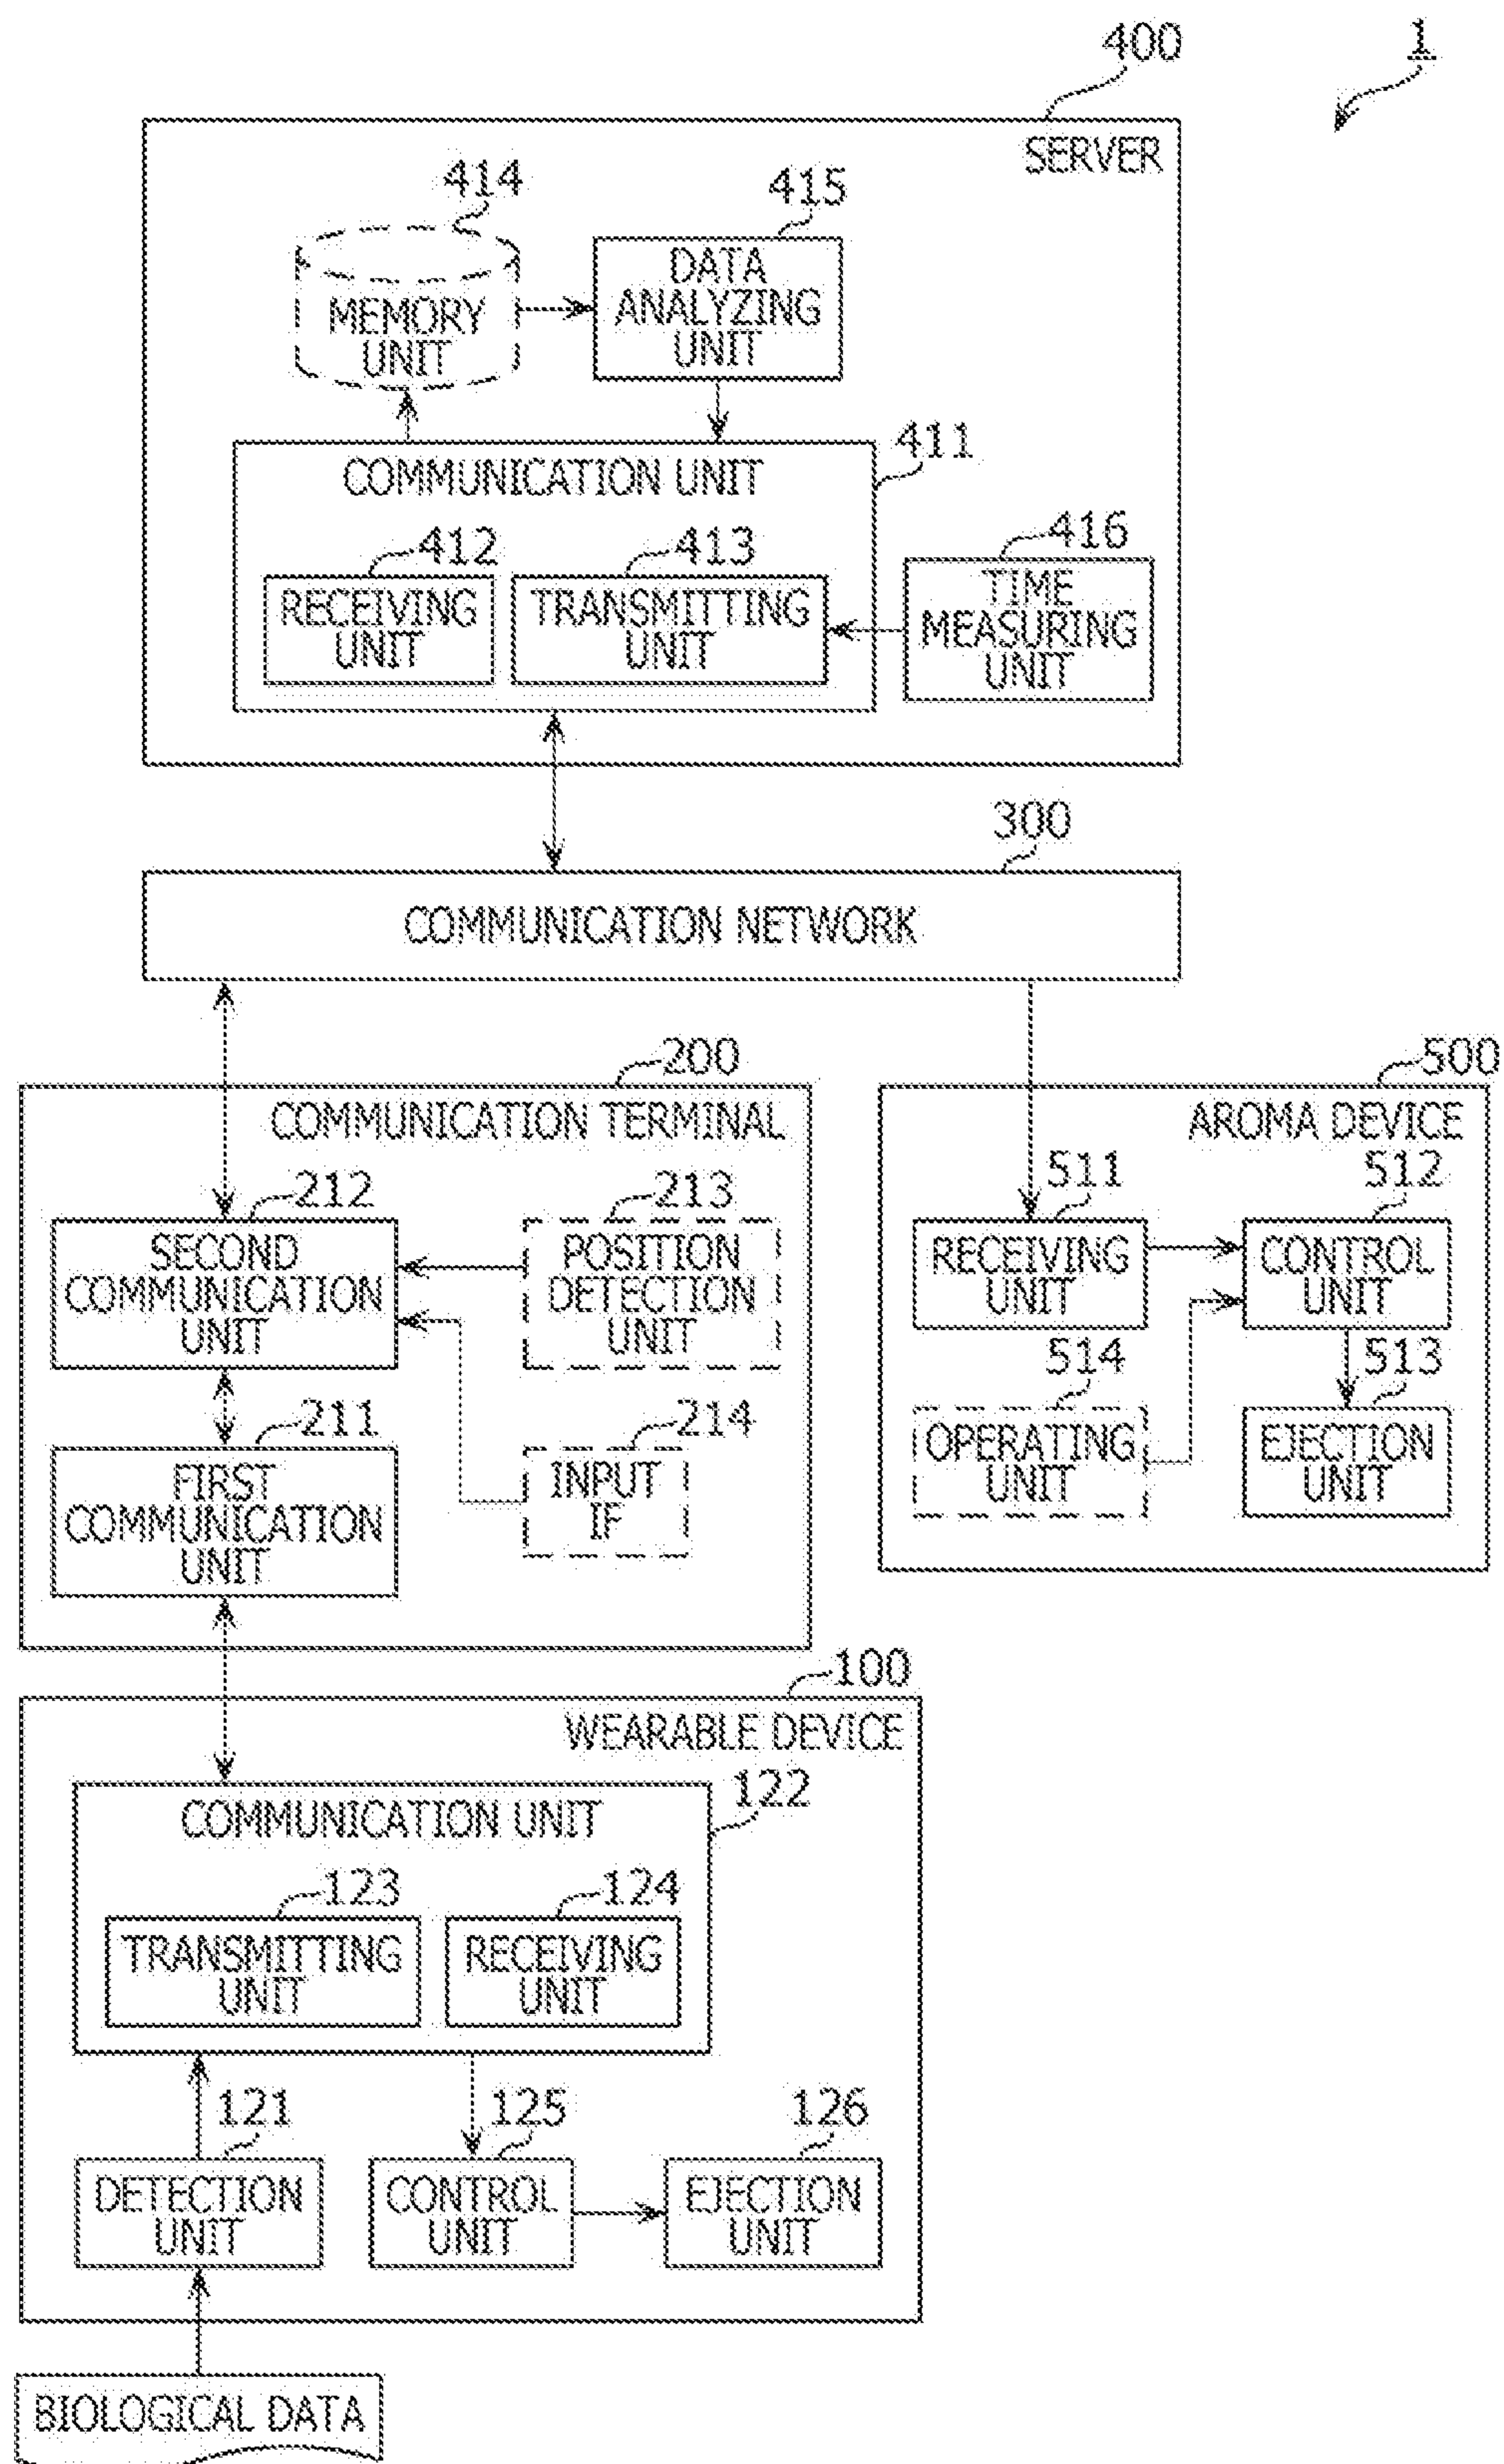 400
1
SERVER
414
415
MEMORY
UNIT
DATA
ANALYZING
UNIT
411
COMMUNICATION UNIT
412
413
416
RECEIVING
UNIT
TRANSMITTING
UNIT
TIME
MEASURING
UNIT
300
COMMUNICATION NETWORK
200
COMMUNICATION TERMINAL
500
AROMA DEVICE
212
213
SECOND
COMMUNICATION
UNIT
POSITION
DETECTION
UNIT
211
214
FIRST
COMMUNICATION
UNIT
INPUT
IF
511
512
RECEIVING
UNIT
CONTROL
UNIT
514
513
OPERATING
UNIT
EJECTION
UNIT
100
WEARABLE DEVICE
122
COMMUNICATION UNIT
123
124
TRANSMITTING
UNIT
RECEIVING
UNIT
121
125
126
DETECTION
UNIT
CONTROL
UNIT
EJECTION
UNIT
BIOLOGICAL DATA